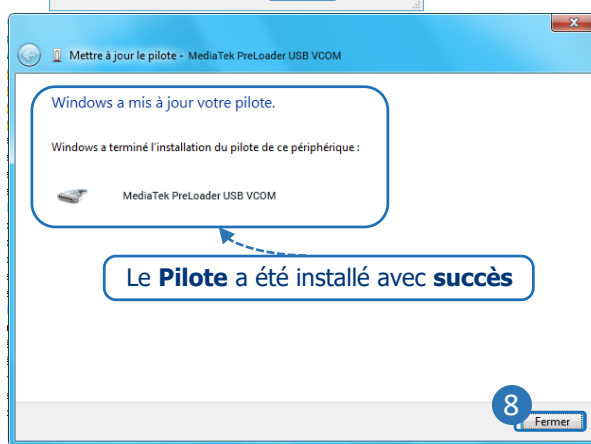 x
Mettre à jour le pilote - MediaTek PreLoader USB VCOM
Windows a mis à jour votre pilote.
Windows a terminé l'installation du pilote de ce périphérique :
MediaTek PreLoader USB VCOM
Le Pilote a été installé avec succès
8
Fermer